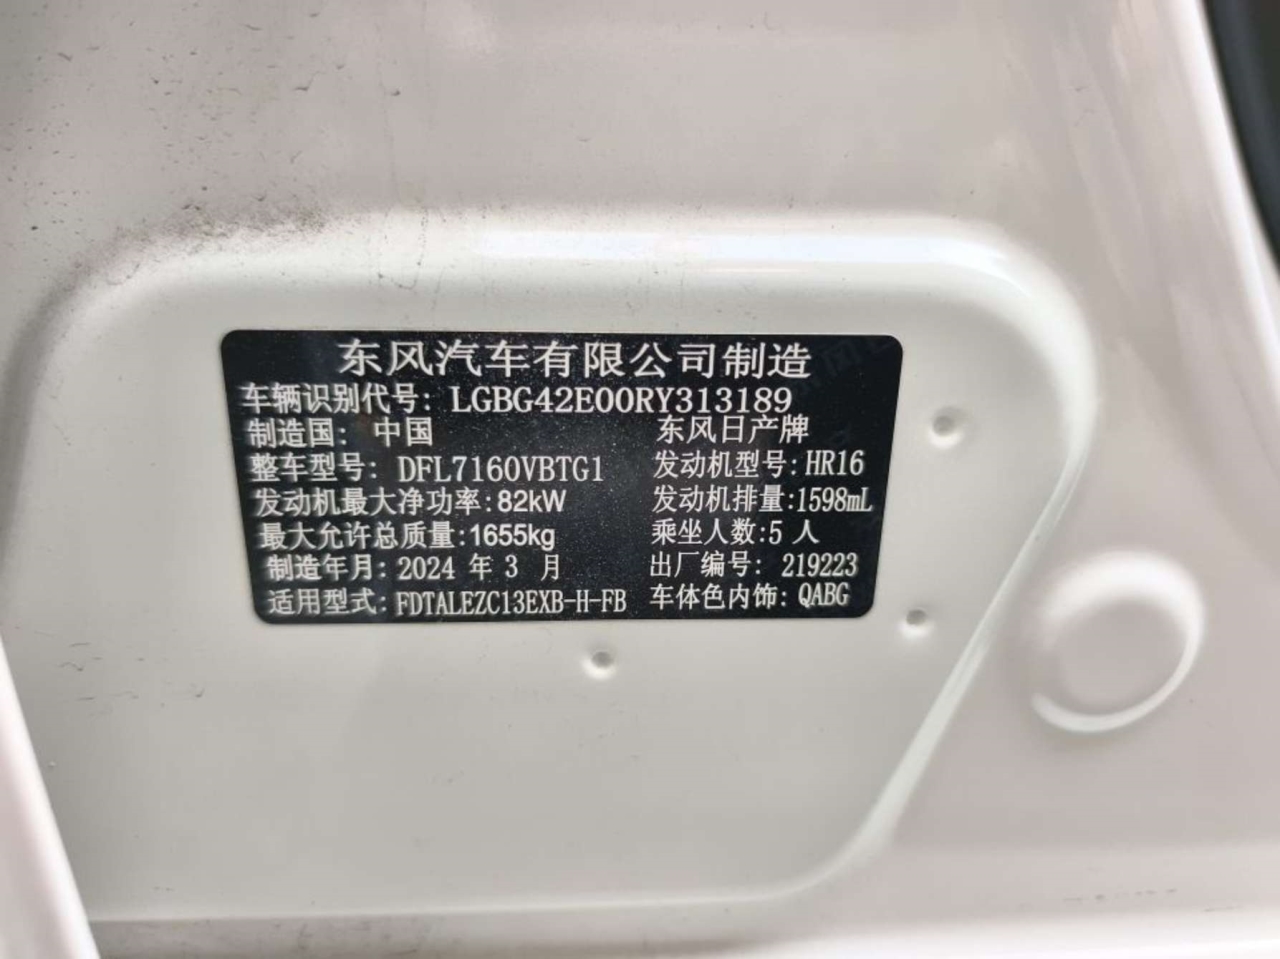 东风汽车有限公司制造
车辆识别代号: LGBG42E00RY313189
制造国: 中国 东风日产牌
整车型号: DFL7160VBTG1 发动机型号: HR16
发动机最大净功率: 82kW 发动机排量: 1598mL
最大允许总质量: 1655kg 乘坐人数: 5 人
制造年月: 2024 年 3 月 出厂编号: 219223
适用型式: FDTALEZC13EXB-H-FB 车体色内饰: QABG